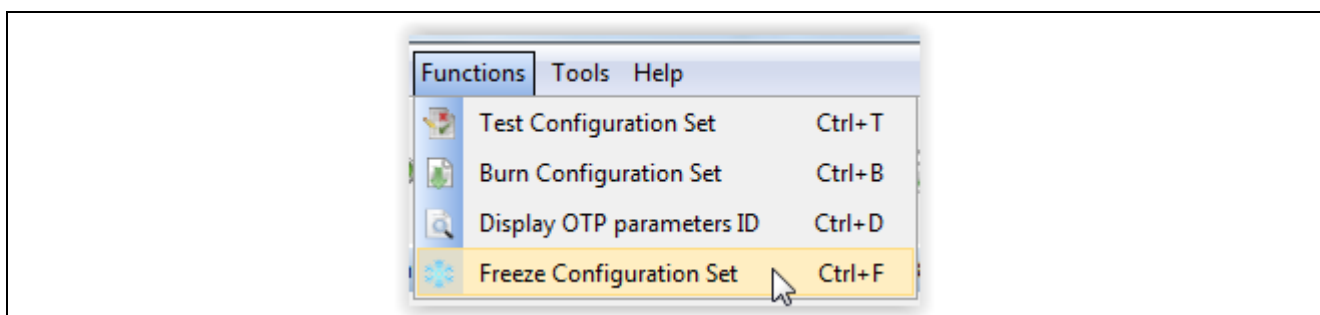 Functions Tools Help
Test Configuration Set Ctrl+T
Burn Configuration Set Ctrl+B
Display OTP parameters ID Ctrl+D
Freeze Configuration Set Ctrl+F